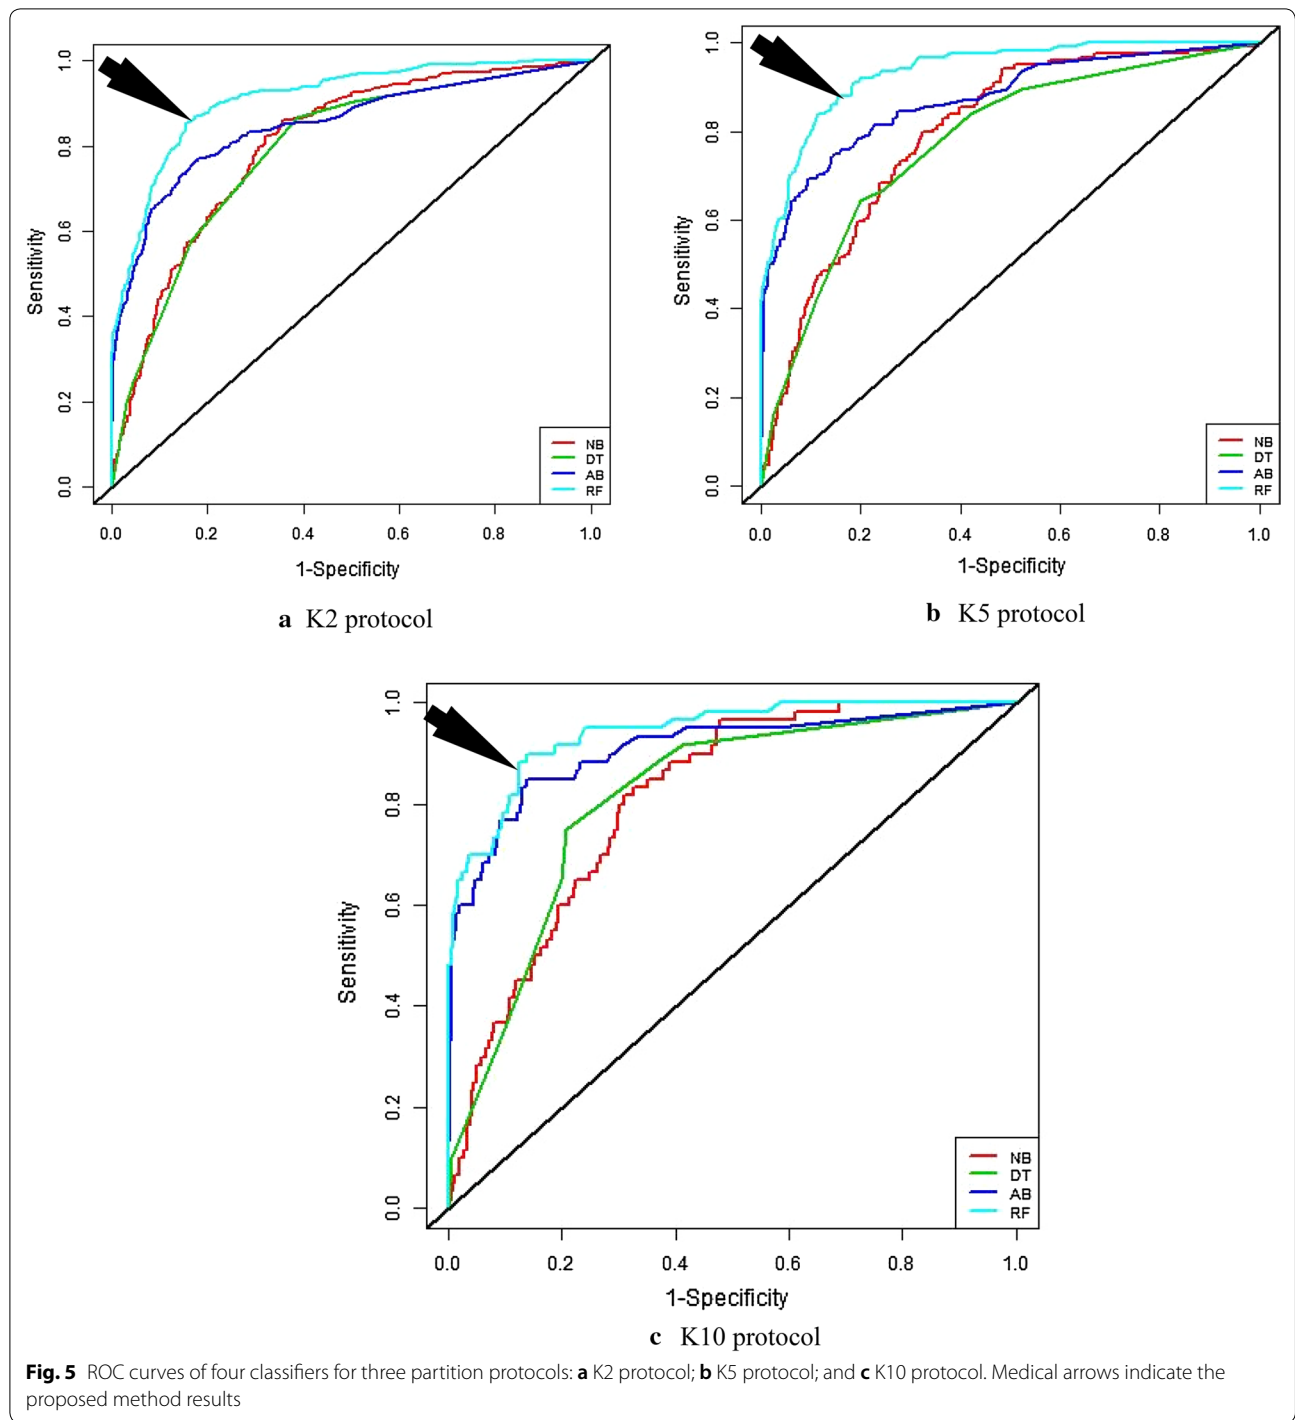 Sensitivity
1.0
0.8
0.6
0.4
0.2
0.0
NB
DT
AB
RF
0.0 0.2 0.4 0.6 0.8 1.0
1-Specificity
a K2 protocol
Sensitivity
1.0
0.8
0.6
0.4
0.2
0.0
NB
DT
AB
RF
0.0 0.2 0.4 0.6 0.8 1.0
1-Specificity
b K5 protocol
Sensitivity
1.0
0.8
0.6
0.4
0.2
0.0
NB
DT
AB
RF
0.0 0.2 0.4 0.6 0.8 1.0
1-Specificity
c K10 protocol
Fig. 5 ROC curves of four classifiers for three partition protocols: a K2 protocol; b K5 protocol; and c K10 protocol. Medical arrows indicate the
proposed method results